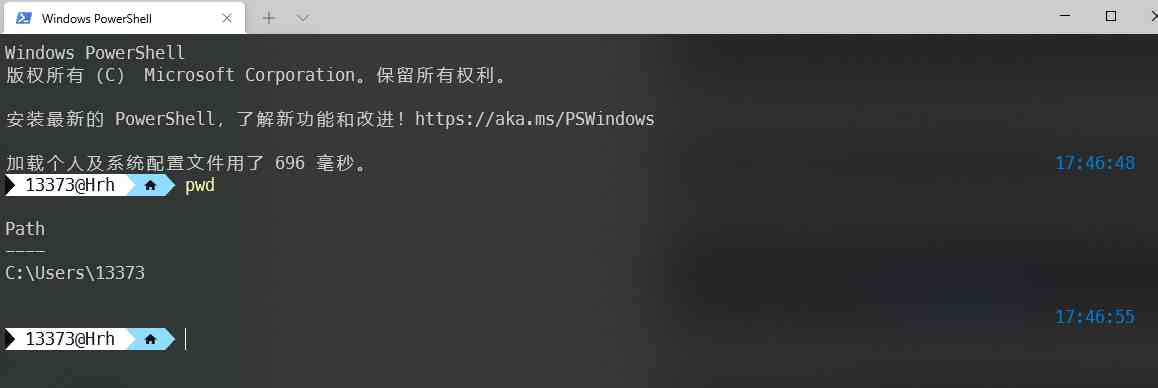 Windows PowerShell
Windows PowerShell
版权所有（C） Microsoft Corporation。保留所有权利。
安装最新的 PowerShell，了解新功能和改进！https://aka.ms/PSWindows
加载个人及系统配置文件用了 696 毫秒。 17:46:48
13373@Hrh pwd
Path
----
C:\Users\13373
17:46:55
13373@Hrh